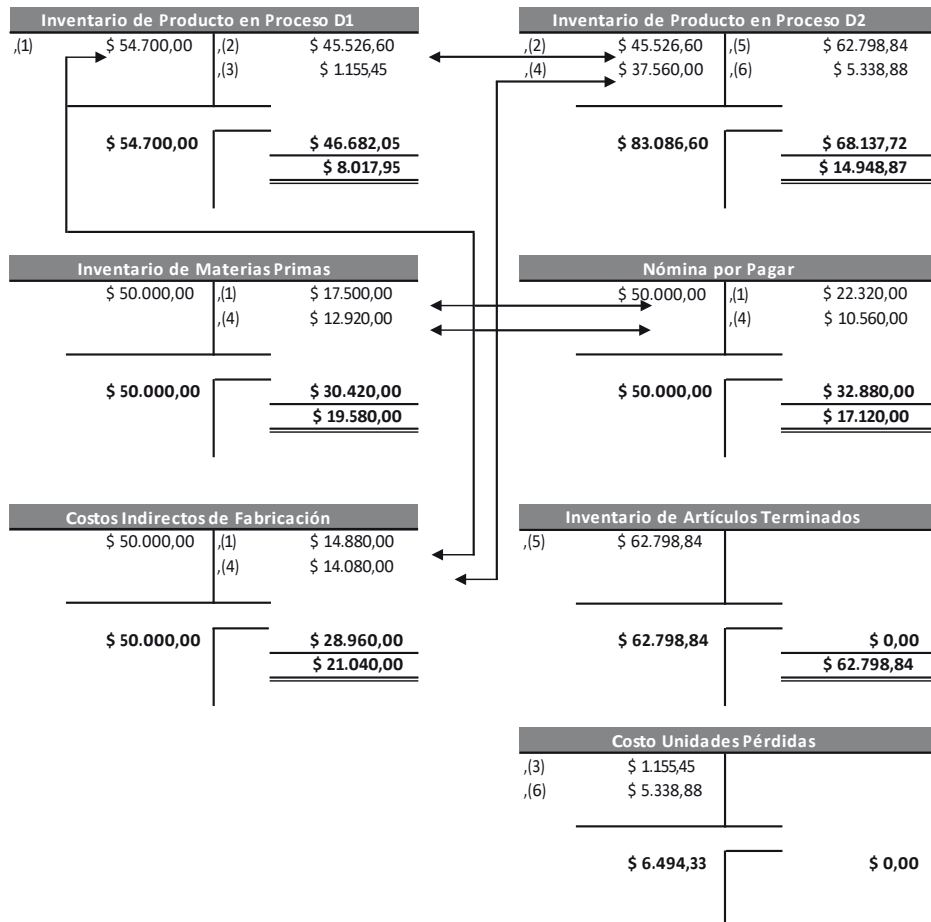 Inventario de Producto en Proceso D1
,(1) $ 54.700,00 ,(2) $ 45.526,60
,(3) $ 1.155,45
$ 54.700,00 $ 46.682,05
$ 8.017,95
Inventario de Producto en Proceso D2
,(2) $ 45.526,60 ,(5) $ 62.798,84
,(4) $ 37.560,00 ,(6) $ 5.338,88
$ 83.086,60 $ 68.137,72
$ 14.948,87
Inventario de Materias Primas
$ 50.000,00 ,(1) $ 17.500,00
,(4) $ 12.920,00
$ 50.000,00 $ 30.420,00
$ 19.580,00
Nómina por Pagar
$ 50.000,00 ,(1) $ 22.320,00
,(4) $ 10.560,00
$ 50.000,00 $ 32.880,00
$ 17.120,00
Costos Indirectos de Fabricación
$ 50.000,00 ,(1) $ 14.880,00
,(4) $ 14.080,00
$ 50.000,00 $ 28.960,00
$ 21.040,00
Inventario de Artículos Terminados
,(5) $ 62.798,84
$ 62.798,84 $ 0,00
$ 62.798,84
Costo Unidades Pérdidas
,(3) $ 1.155,45
,(6) $ 5.338,88
$ 6.494,33 $ 0,00